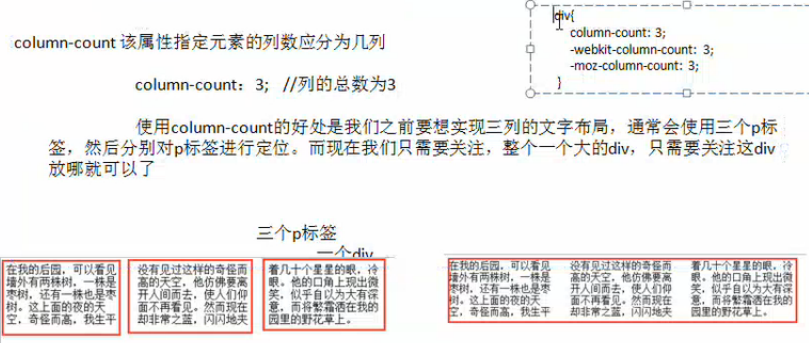 div{
column-count: 3;
-webkit-column-count: 3;
-moz-column-count: 3;
}
column-count 该属性指定元素的列数应分为几列
column-count：3; //列的总数为3
使用column-count的好处是我们之前要想实现三列的文字布局，通常会使用三个p标
签，然后分别对p标签进行定位。而现在我们只需要关注，整个一个大的div，只需要关注这div
放哪就可以了
三个p标签
一个div
在我的后园，可以看见
墙外有两株树，一株是
枣树，还有一株也是枣
树。这上面的夜的天
空，奇怪而高，我生平
没有见过这样的奇怪而
高的天空，他仿佛要离
开人间而去，使人们仰
面不再看见。然而现在
却非常之蓝，闪闪地夹
着几十个星星的眼，冷
眼。他的口角上现出微
笑，似乎自以为大有深
意，而将繁霜洒在我的
园里的野花草上。
在我的后园，可以看见
墙外有两株树，一株是
枣树，还有一株也是枣
树。这上面的夜的天
空，奇怪而高，我生平
没有见过这样的奇怪而
高的天空，他仿佛要离
开人间而去，使人们仰
面不再看见。然而现在
却非常之蓝，闪闪地夹
着几十个星星的眼，冷
眼。他的口角上现出微
笑，似乎自以为大有深
意，而将繁霜洒在我的
园里的野花草上。